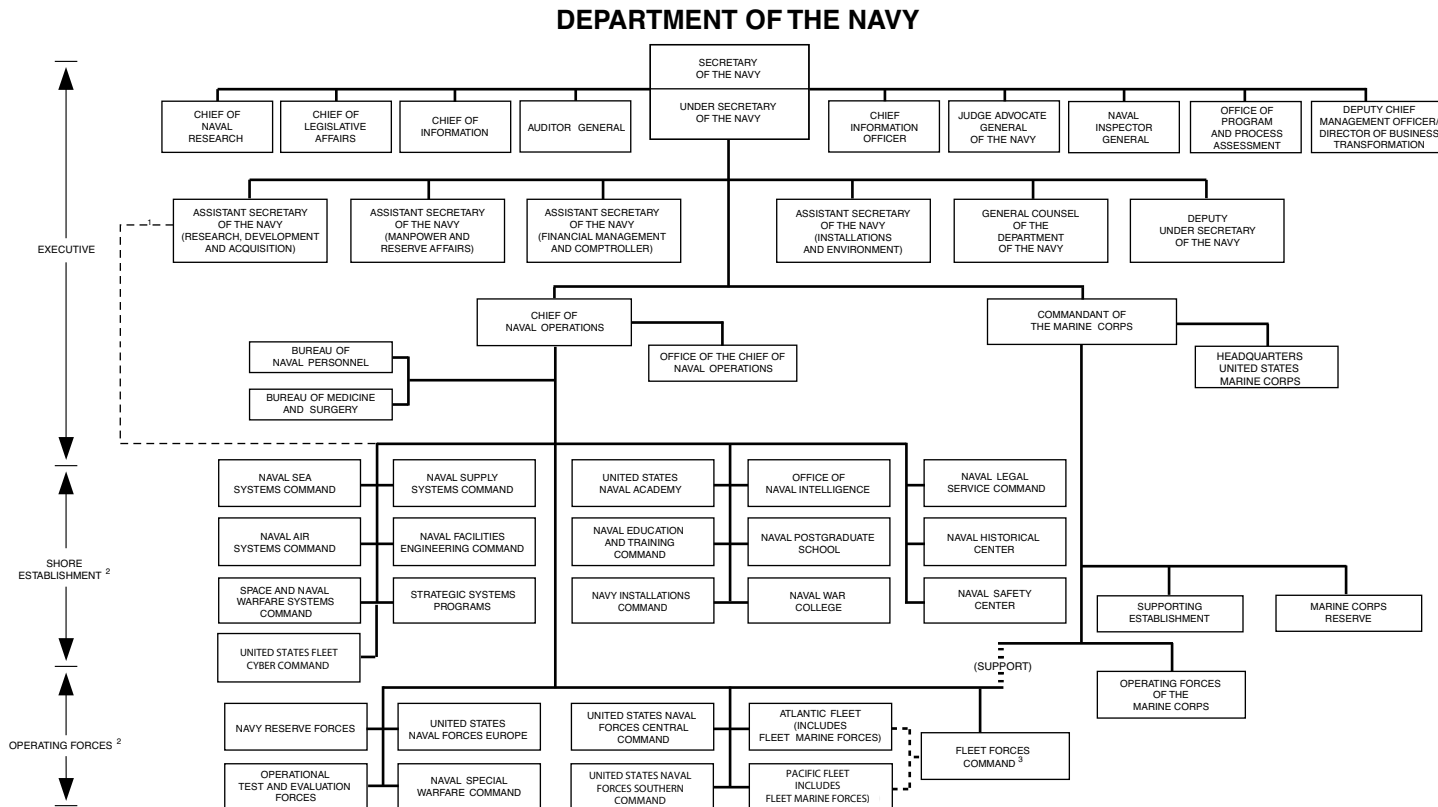 DEPARTMENT OF THE NAVY
SECRETARY
OF THE NAVY
UNDER SECRETARY
OF THE NAVY
CHIEF OF
NAVAL
RESEARCH
CHIEF OF
LEGISLATIVE
AFFAIRS
CHIEF OF
INFORMATION
AUDITOR GENERAL
CHIEF
INFORMATION
OFFICER
JUDGE ADVOCATE
GENERAL
OF THE NAVY
NAVAL
INSPECTOR
GENERAL
OFFICE OF
PROGRAM
AND PROCESS
ASSESSMENT
DEPUTY CHIEF
MANAGEMENT OFFICER/
DIRECTOR OF BUSINESS
TRANSFORMATION
EXECUTIVE
1
ASSISTANT SECRETARY
OF THE NAVY
(RESEARCH, DEVELOPMENT
AND ACQUISITION)
ASSISTANT SECRETARY
OF THE NAVY
(MANPOWER AND
RESERVE AFFAIRS)
ASSISTANT SECRETARY
OF THE NAVY
(FINANCIAL MANAGEMENT
AND COMPTROLLER)
ASSISTANT SECRETARY
OF THE NAVY
(INSTALLATIONS
AND ENVIRONMENT)
GENERAL COUNSEL
OF THE
DEPARTMENT
OF THE NAVY
DEPUTY
UNDER SECRETARY
OF THE NAVY
CHIEF OF
NAVAL OPERATIONS
COMMANDANT OF
THE MARINE CORPS
BUREAU OF
NAVAL PERSONNEL
OFFICE OF THE CHIEF OF
NAVAL OPERATIONS
HEADQUARTERS
UNITED STATES
MARINE CORPS
BUREAU OF MEDICINE
AND SURGERY
SHORE
ESTABLISHMENT 2
NAVAL SEA
SYSTEMS COMMAND
NAVAL SUPPLY
SYSTEMS COMMAND
UNITED STATES
NAVAL ACADEMY
OFFICE OF
NAVAL INTELLIGENCE
NAVAL LEGAL
SERVICE COMMAND
NAVAL AIR
SYSTEMS COMMAND
NAVAL FACILITIES
ENGINEERING COMMAND
NAVAL EDUCATION
AND TRAINING
COMMAND
NAVAL POSTGRADUATE
SCHOOL
NAVAL HISTORICAL
CENTER
SPACE AND NAVAL
WARFARE SYSTEMS
COMMAND
STRATEGIC SYSTEMS
PROGRAMS
NAVY INSTALLATIONS
COMMAND
NAVAL WAR
COLLEGE
NAVAL SAFETY
CENTER
SUPPORTING
ESTABLISHMENT
MARINE CORPS
RESERVE
UNITED STATES FLEET
CYBER COMMAND
(SUPPORT)
OPERATING FORCES
OF THE
MARINE CORPS
OPERATING FORCES 2
NAVY RESERVE FORCES
UNITED STATES
NAVAL FORCES EUROPE
UNITED STATES NAVAL
FORCES CENTRAL
COMMAND
ATLANTIC FLEET
(INCLUDES
FLEET MARINE FORCES)
FLEET FORCES
COMMAND 3
OPERATIONAL
TEST AND EVALUATION
FORCES
NAVAL SPECIAL
WARFARE COMMAND
UNITED STATES NAVAL
FORCES SOUTHERN
COMMAND
PACIFIC FLEET
INCLUDES
FLEET MARINE FORCES)